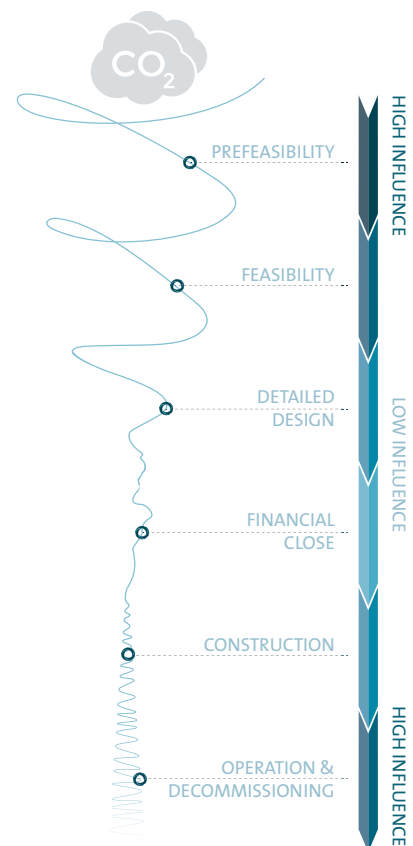 CO2
PREFEASIBILITY
HIGH INFLUENCE
FEASIBILITY
DETAILED
DESIGN
LOW INFLUENCE
FINANCIAL
CLOSE
CONSTRUCTION
OPERATION &
DECOMMISSIONING
HIGH INFLUENCE